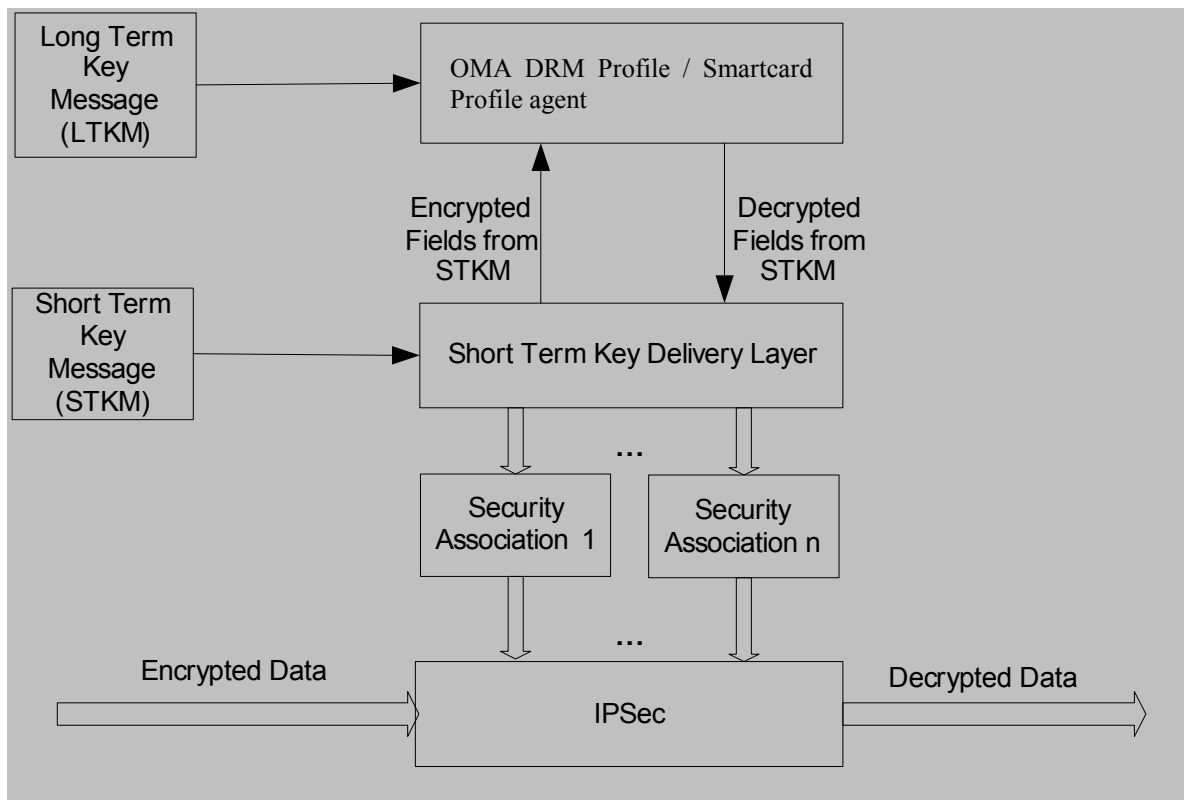 Long Term
Key
Message
(LTKM)
OMA DRM Profile / Smartcard
Profile agent
Encrypted
Fields from
STKM
Decrypted
Fields from
STKM
Short Term
Key
Message
(STKM)
Short Term Key Delivery Layer
...
Security
Association 1
Security
Association n
...
Encrypted Data
IPSec
Decrypted Data